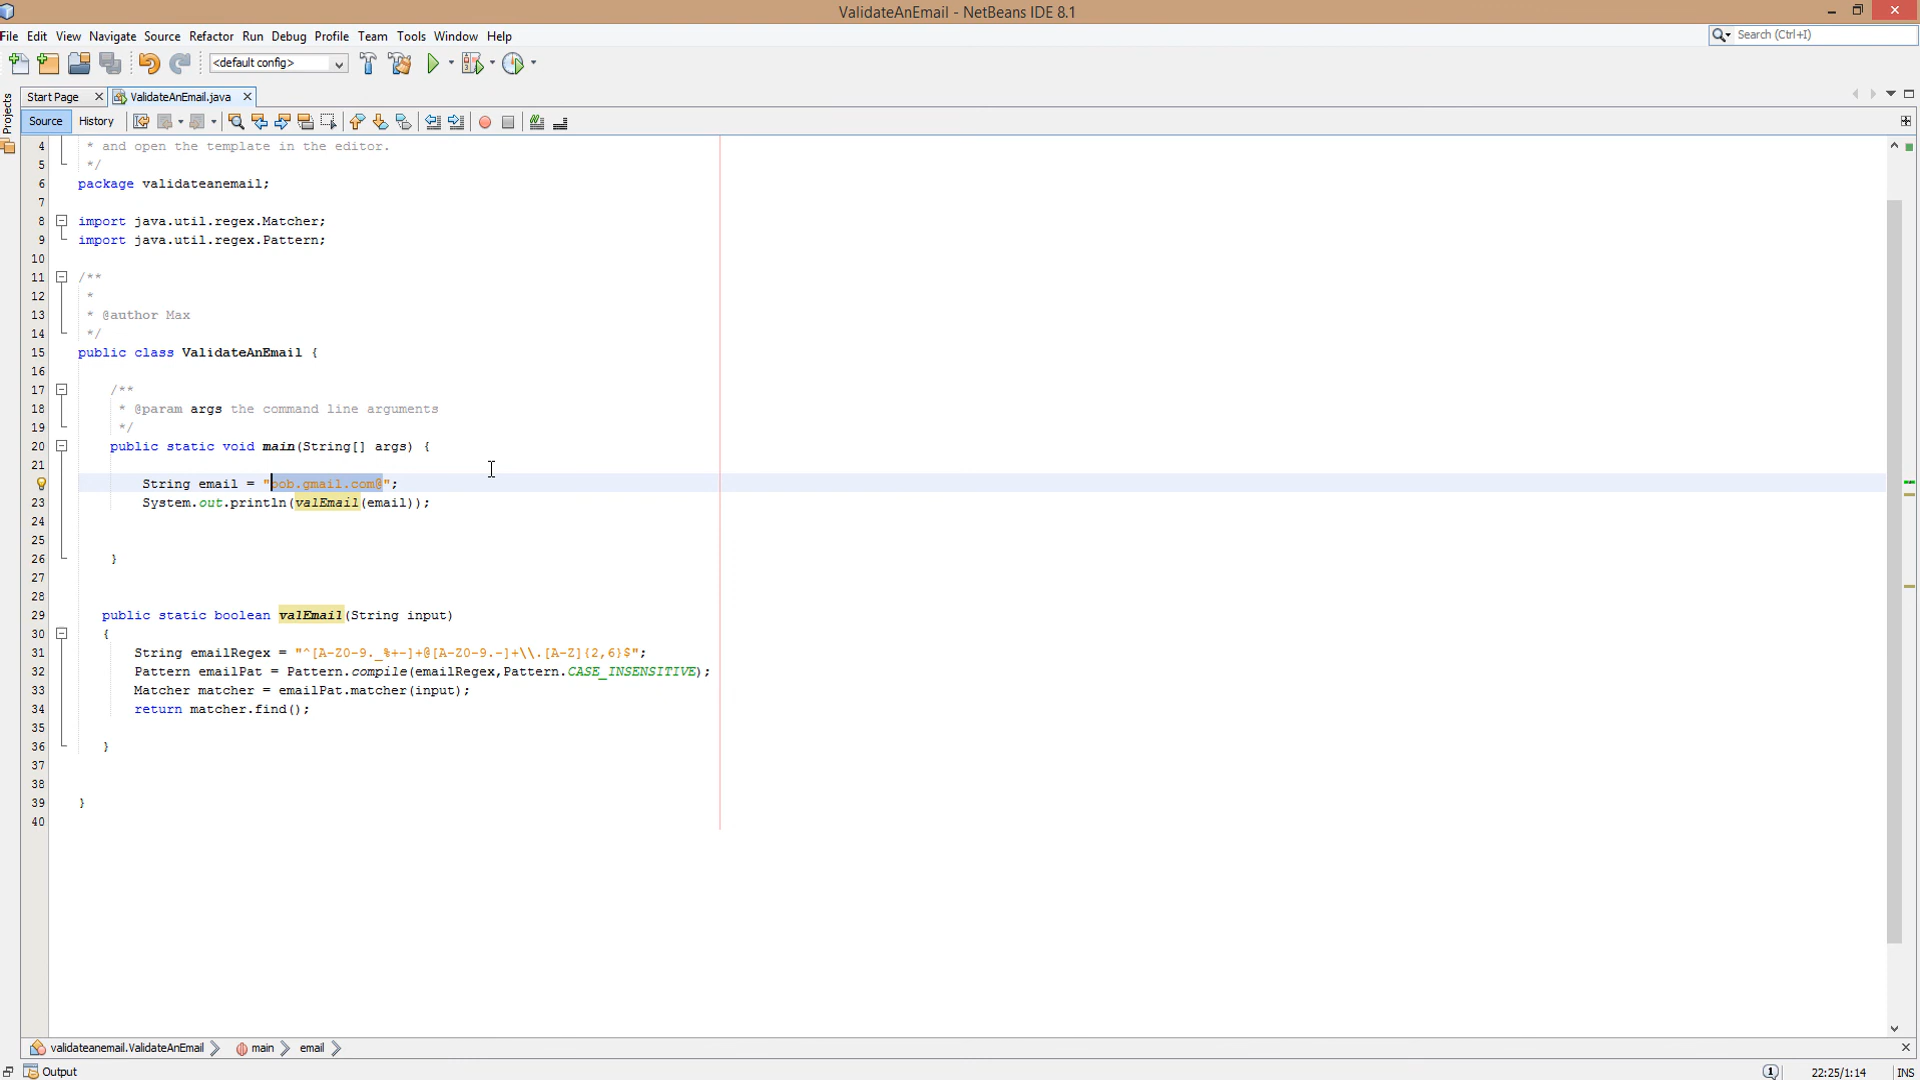 ValidateAnEmail - NetBeans IDE 8.1
File Edit View Navigate Source Refactor Run Debug Profile Team Tools Window Help
Search (Ctrl+I)
<default config>
Projects
Start Page ValidateAnEmail.java
Source History
4 * and open the template in the editor.
5 */
6 package validateanemail;
7
8 import java.util.regex.Matcher;
9 import java.util.regex.Pattern;
10
11 /**
12 *
13 * @author Max
14 */
15 public class ValidateAnEmail {
16
17 /**
18 * @param args the command line arguments
19 */
20 public static void main(String[] args) {
21
String email = "bob.gmail.com@";
23 System.out.println(valEmail(email));
24
25
26 }
27
28
29 public static boolean valEmail(String input)
30 {
31 String emailRegex = "^[A-Z0-9._%+-]+@[A-Z0-9.-]+\\.[A-Z]{2,6}$";
32 Pattern emailPat = Pattern.compile(emailRegex,Pattern.CASE_INSENSITIVE);
33 Matcher matcher = emailPat.matcher(input);
34 return matcher.find();
35
36 }
37
38
39 }
40
validateanemail.ValidateAnEmail main email
Output 1 22:25/1:14 INS